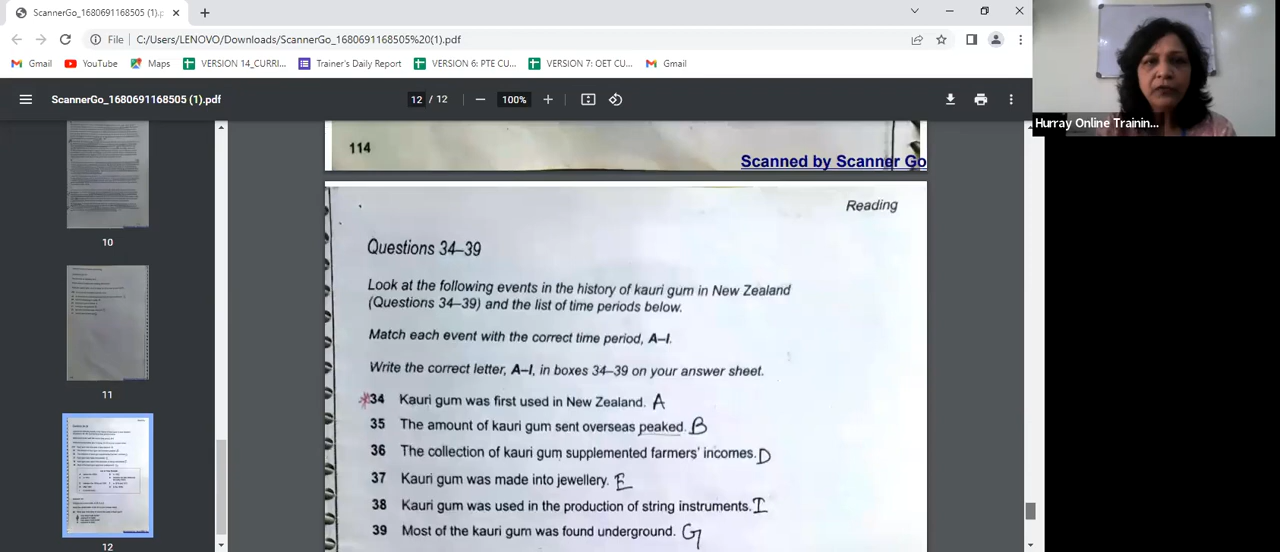 ScannerGo_1680691168505 (1).p
File
C:/Users/LENOVO/Downloads/ScannerGo_1680691168505%20(1).pdf
Gmail
YouTube
Maps
VERSION 14_CURRI...
Trainer's Daily Report
VERSION 6: PTE CU...
VERSION 7: OET CU...
Gmail
ScannerGo_1680691168505 (1).pdf
12 / 12
100%
Hurray Online Trainin...
10
11
12
114
Scanned by Scanner Go
Reading
Questions 34–39
Look at the following events in the history of kauri gum in New Zealand
(Questions 34–39) and the list of time periods below.
Match each event with the correct time period, A–I.
Write the correct letter, A–I, in boxes 34–39 on your answer sheet.
*34 Kauri gum was first used in New Zealand. A
35 The amount of kauri gum sent overseas peaked. B
36 The collection of kauri gum supplemented farmers' incomes. D
37 Kauri gum was made into jewellery. E
38 Kauri gum was used in the production of string instruments. I
39 Most of the kauri gum was found underground. G